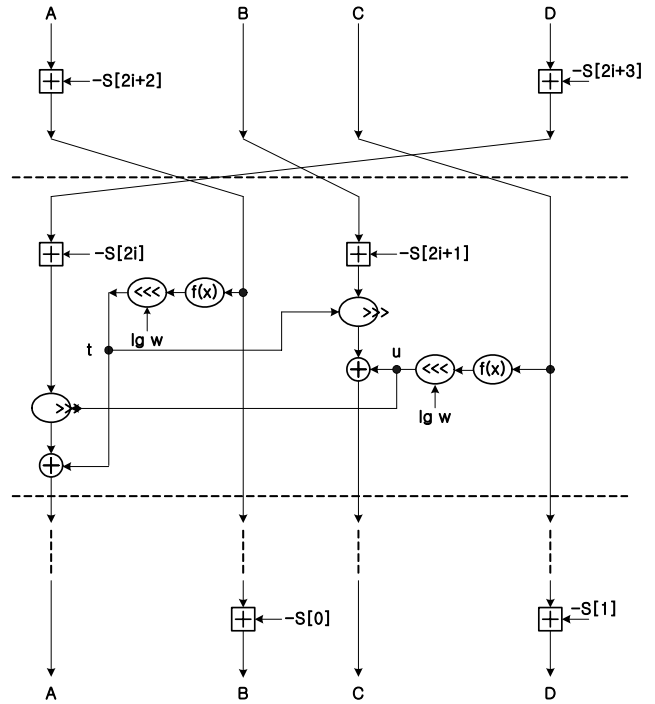 A B C D
-S[2i+2] -S[2i+3]
-S[2i] -S[2i+1]
<<< f(x) >>>
lg w
t u
<<< f(x)
>>> lg w
-S[0] -S[1]
A B C D